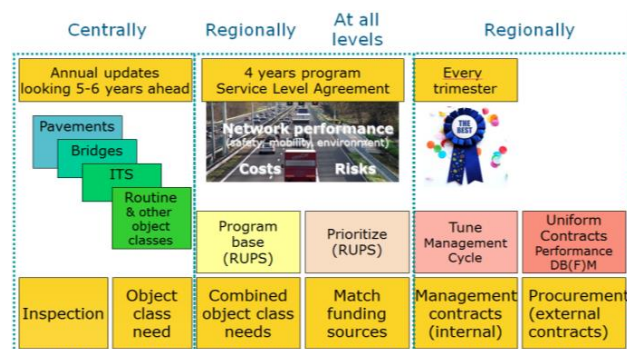 Centrally
Regionally
At all
levels
Regionally
Annual updates
looking 5-6 years ahead
4 years program
Service Level Agreement
Every
trimester
Pavements
Bridges
ITS
Routine
& other
object
classes
Network performance
(safety, mobility, environment)
Costs
Risks
THE
BEST
Program
base
(RUPS)
Prioritize
(RUPS)
Tune
Management
Cycle
Uniform
Contracts
Performance
DB(F)M
Inspection
Object
class
need
Combined
object class
needs
Match
funding
sources
Management
contracts
(internal)
Procurement
(external
contracts)